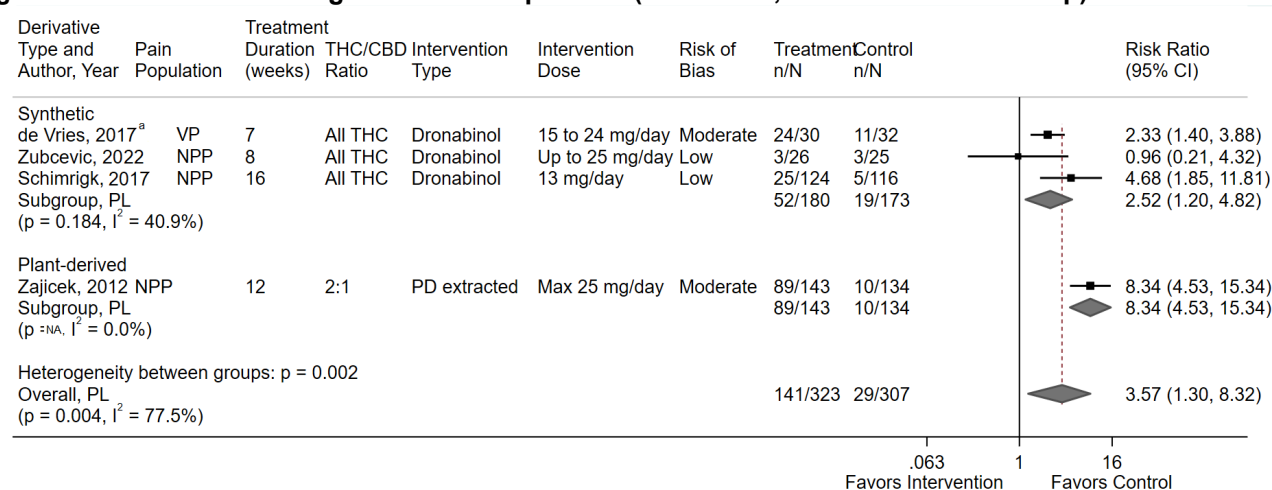 Derivative Treatment
Type and Pain Duration THC/CBD Intervention Intervention Risk of Treatment Control Risk Ratio
Author, Year Population (weeks) Ratio Type Dose Bias n/N n/N (95% CI)
Synthetic
de Vries, 2017a VP 7 All THC Dronabinol 15 to 24 mg/day Moderate 24/30 11/32 2.33 (1.40, 3.88)
Zubcevic, 2022 NPP 8 All THC Dronabinol Up to 25 mg/day Low 3/26 3/25 0.96 (0.21, 4.32)
Schimrigk, 2017 NPP 16 All THC Dronabinol 13 mg/day Low 25/124 5/116 4.68 (1.85, 11.81)
Subgroup, PL 52/180 19/173 2.52 (1.20, 4.82)
(p = 0.184, I2 = 40.9%)
Plant-derived
Zajicek, 2012 NPP 12 2:1 PD extracted Max 25 mg/day Moderate 89/143 10/134 8.34 (4.53, 15.34)
Subgroup, PL 89/143 10/134 8.34 (4.53, 15.34)
(p =NA, I2 = 0.0%)
Heterogeneity between groups: p = 0.002
Overall, PL 141/323 29/307 3.57 (1.30, 8.32)
(p = 0.004, I2 = 77.5%)
.063 1 16
Favors Intervention Favors Control